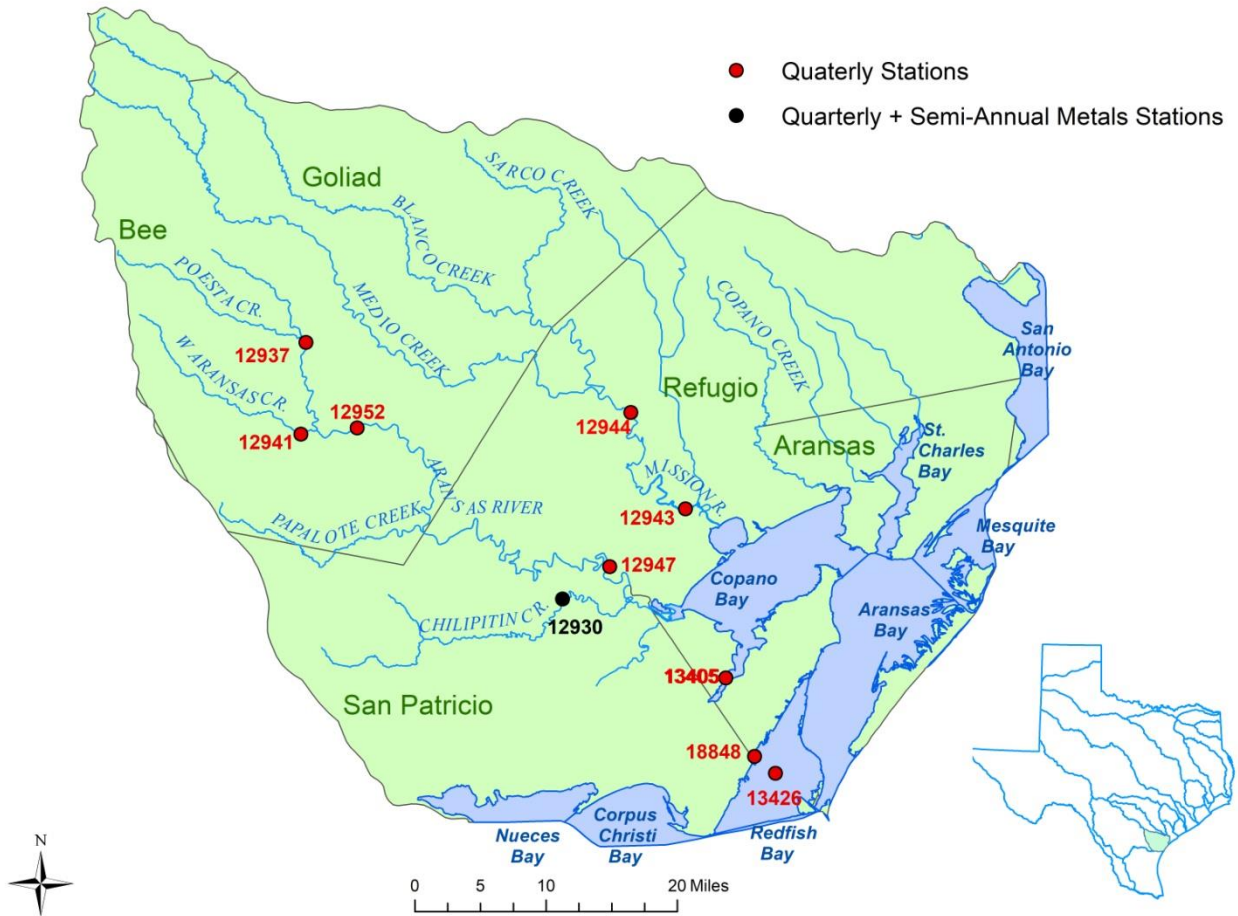 Quaterly Stations
Quarterly + Semi-Annual Metals Stations
SARCO CREEK
Goliad
BLANCO CREEK
Bee
POESTA CR.
MEDIO CREEK
COPANO CREEK
San
Antonio
Bay
12937
W ARANSAS CR.
Refugio
12952
12941
12944
Aransas
St.
Charles
Bay
ARANSAS RIVER
MISSION R.
PAPALOTE CREEK
12943
Mesquite
Bay
12947
Copano
Bay
Aransas
Bay
CHILIPITIN CR.
12930
13405
San Patricio
18848
13426
Nueces
Bay
Corpus
Christi
Bay
Redfish
Bay
N
0 5 10 20 Miles